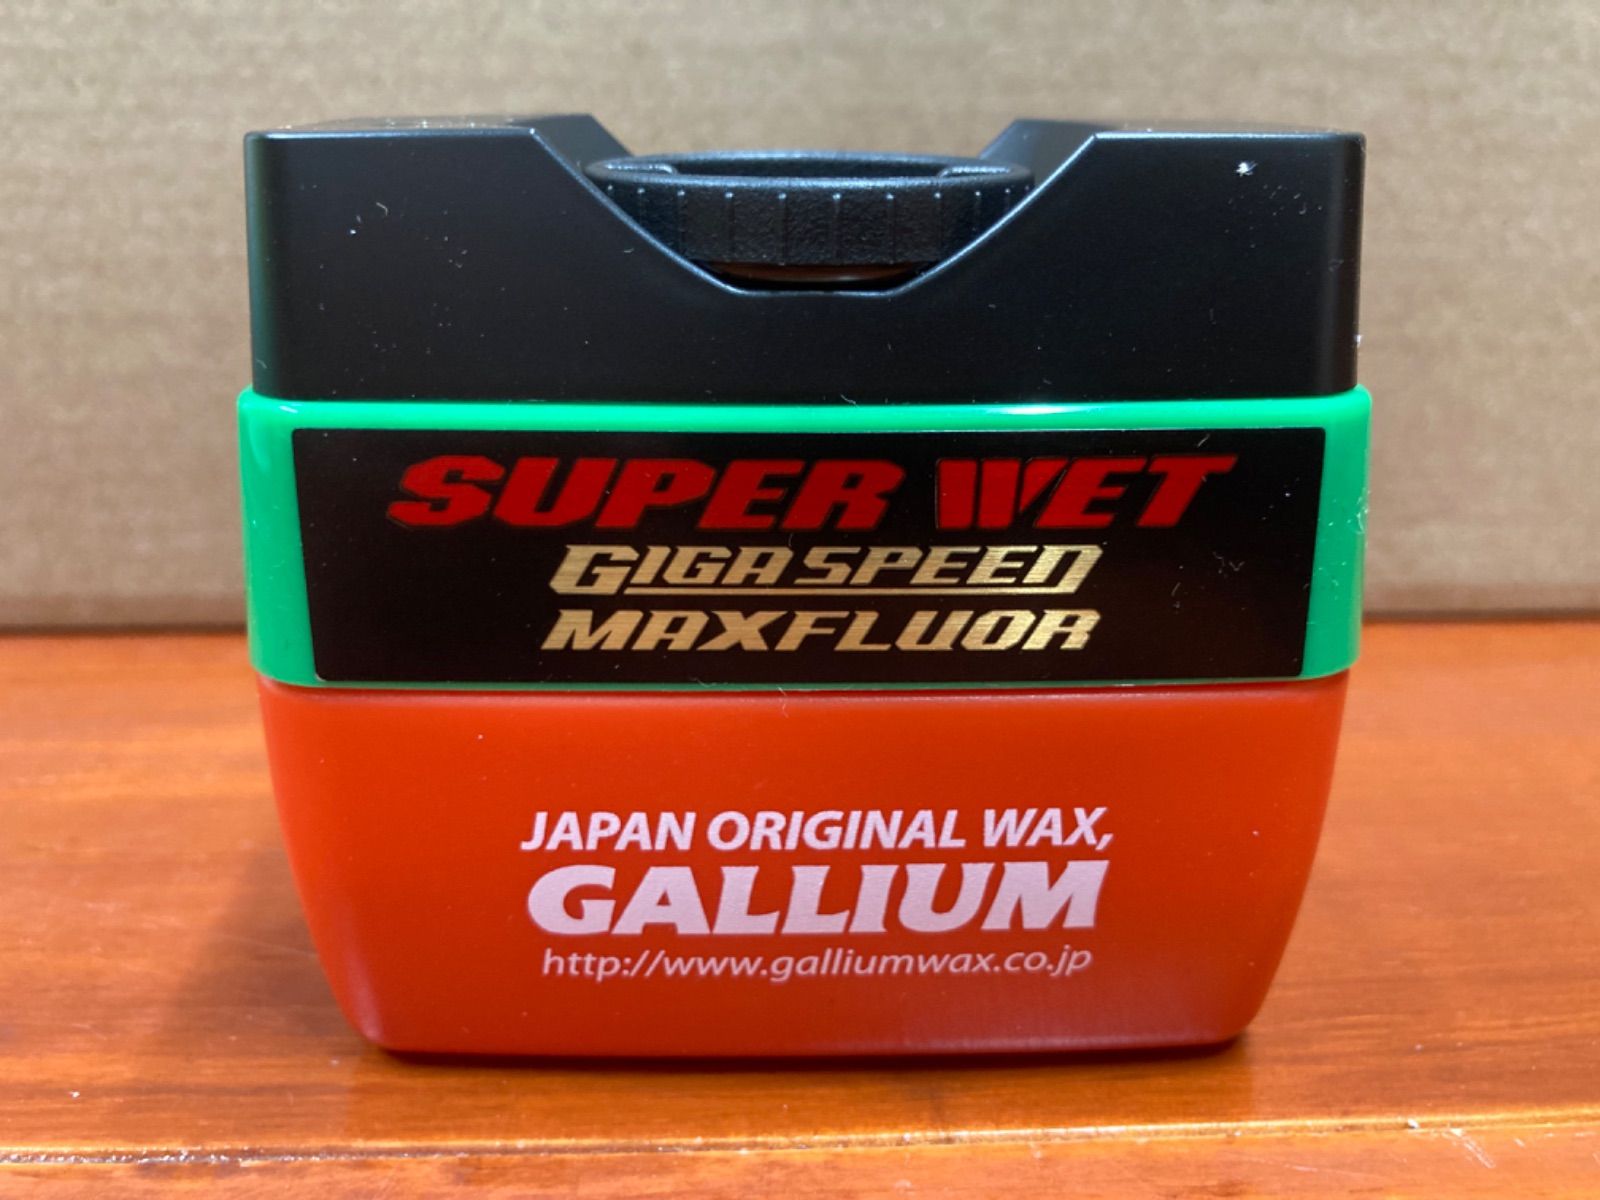 SUPER WET
GIGA SPEED
MAXFLUOR
JAPAN ORIGINAL WAX,
GALLIUM
http://www.galliumwax.co.jp